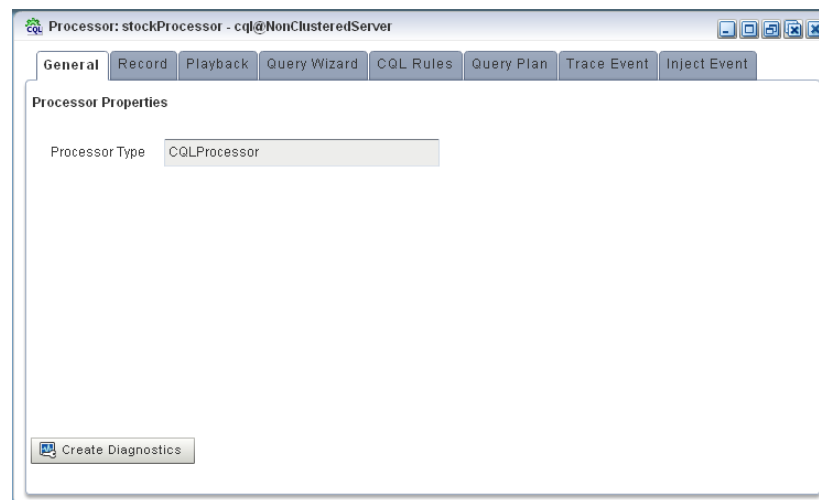 CQL Processor: stockProcessor - cql@NonClusteredServer
General Record Playback Query Wizard CQL Rules Query Plan Trace Event Inject Event
Processor Properties
Processor Type CQLProcessor
Create Diagnostics